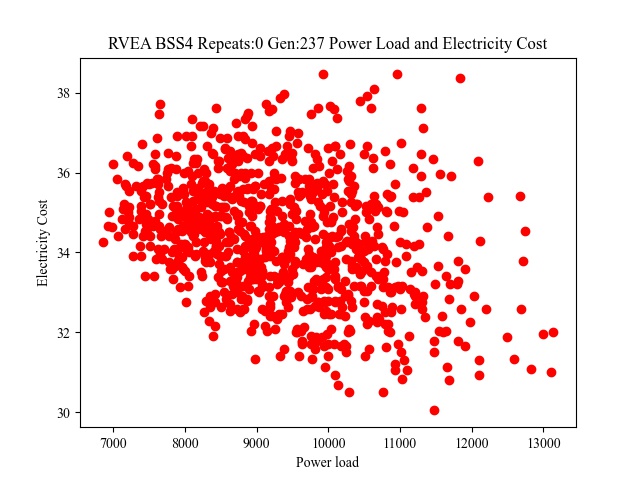 RVEA BSS4 Repeats:0 Gen:237 Power Load and Electricity Cost
38
36
34
32
30
Electricity Cost
7000 8000 9000 10000 11000 12000 13000
Power load